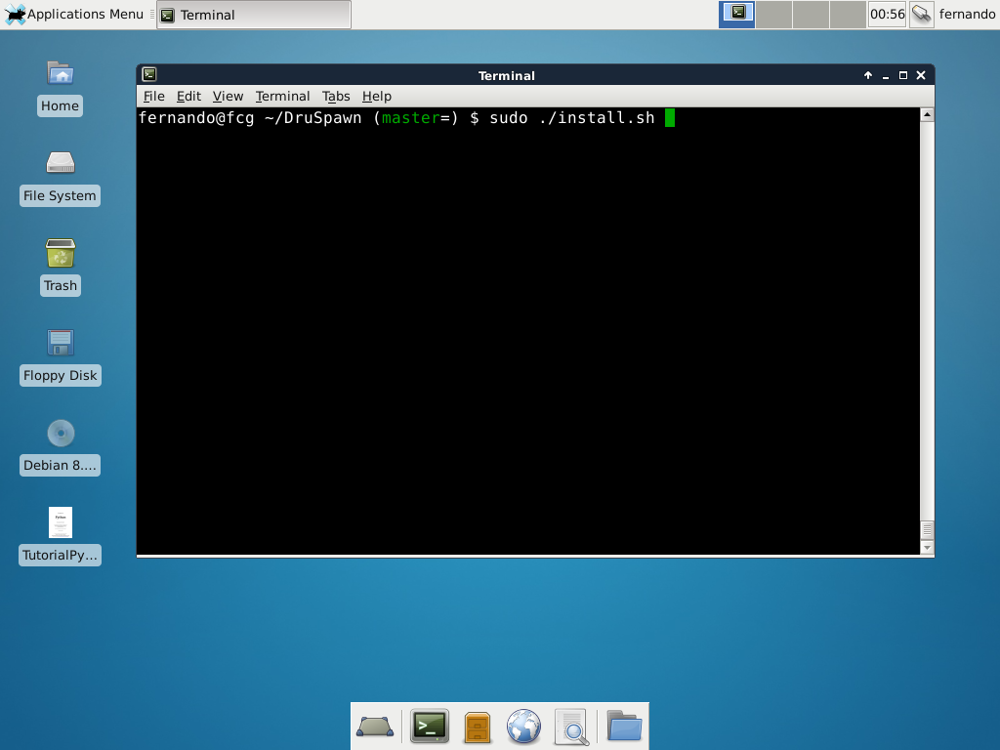 Applications Menu
Terminal
00:56
fernando
Home
File System
Trash
Floppy Disk
Debian 8....
TutorialPy...
Terminal
File Edit View Terminal Tabs Help
fernando@fcg ~/DruSpawn (master=) $ sudo ./install.sh